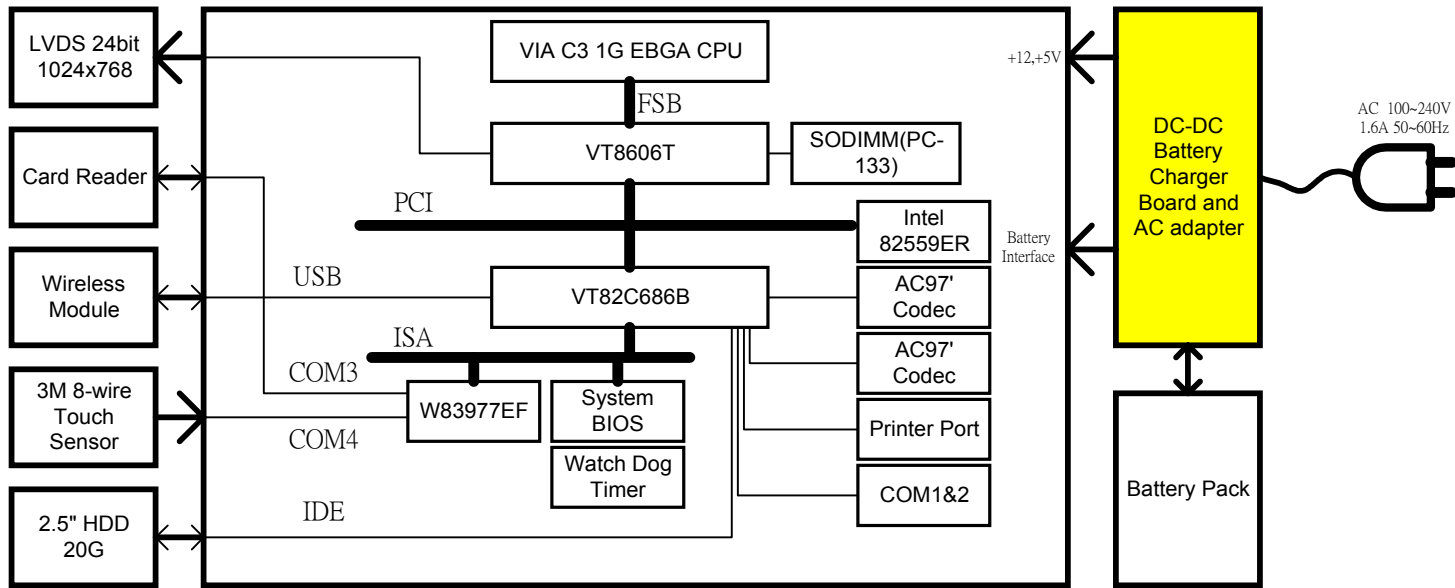 LVDS 24bit
1024x768
Card Reader
Wireless
Module
3M 8-wire
Touch
Sensor
2.5" HDD
20G
VIA C3 1G EBGA CPU
FSB
VT8606T
SODIMM(PC-
133)
PCI
Intel
82559ER
USB
VT82C686B
AC97'
Codec
ISA
AC97'
Codec
COM3
W83977EF
System
BIOS
COM4
Printer Port
Watch Dog
Timer
COM1&2
IDE
+12,+5V
Battery
Interface
DC-DC
Battery
Charger
Board and
AC adapter
AC 100~240V
1.6A 50~60Hz
Battery Pack